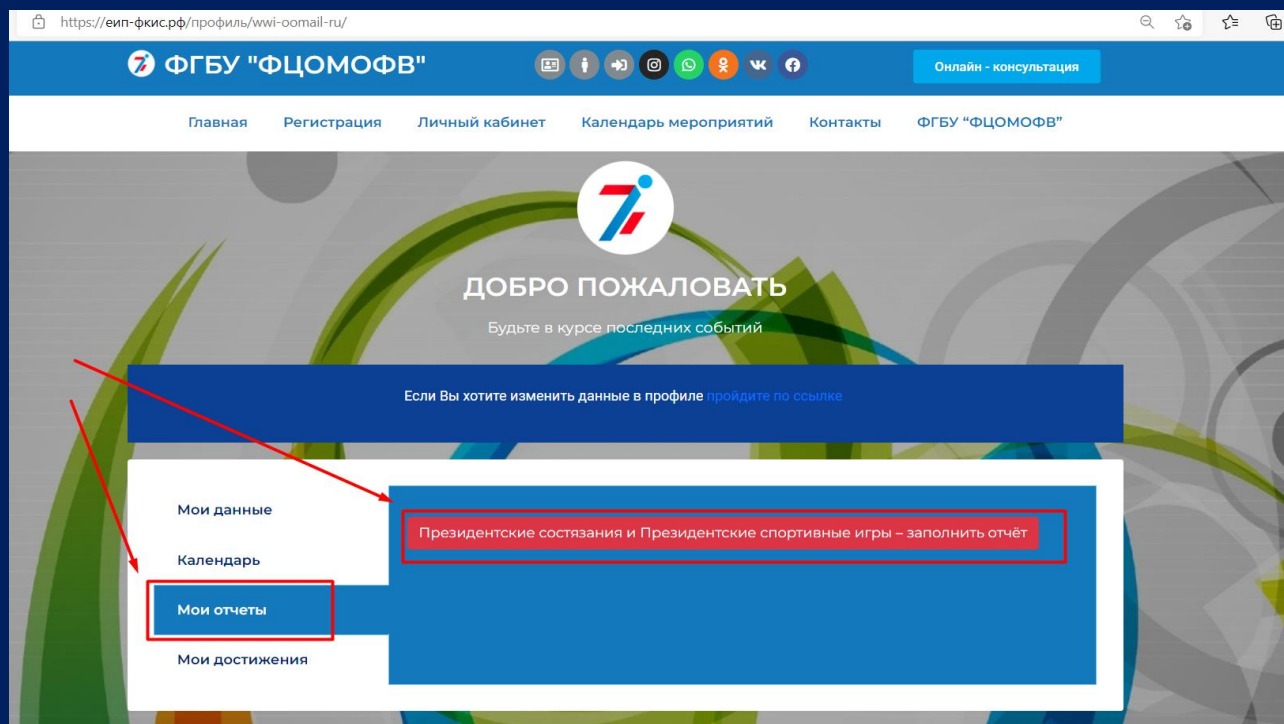 https://еип-фкис.рф/профиль/wwi-oomail-ru/
ФГБУ "ФЦОМОФВ"
Онлайн - консультация
Главная Регистрация Личный кабинет Календарь мероприятий Контакты ФГБУ “ФЦОМОФВ”
ДОБРО ПОЖАЛОВАТЬ
Будьте в курсе последних событий
Если Вы хотите изменить данные в профиле пройдите по ссылке
Мои данные
Президентские состязания и Президентские спортивные игры – заполнить отчёт
Календарь
Мои отчеты
Мои достижения